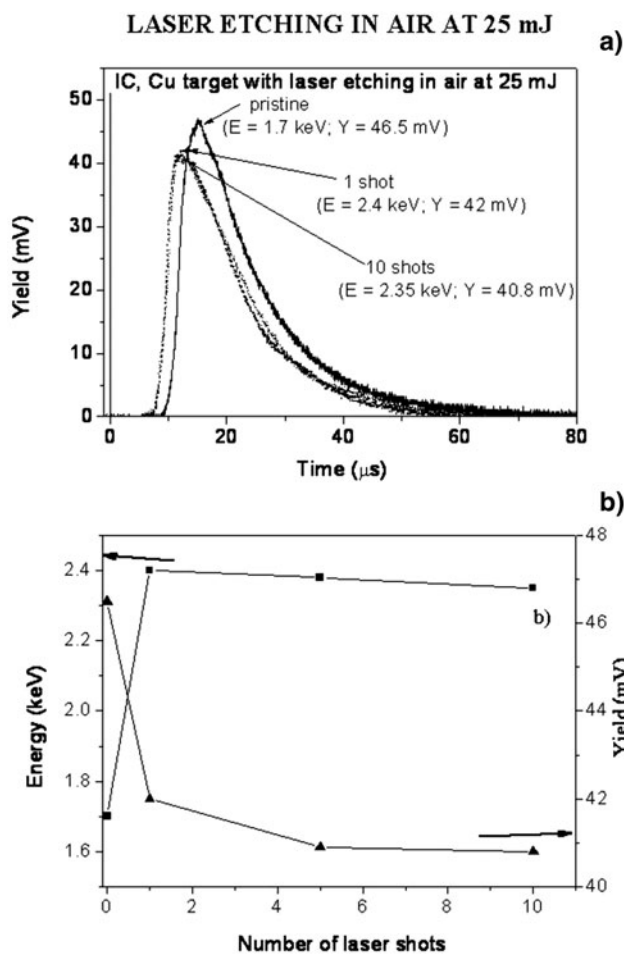 LASER ETCHING IN AIR AT 25 mJ
a)
IC, Cu target with laser etching in air at 25 mJ
pristine
(E = 1.7 keV; Y = 46.5 mV)
1 shot
(E = 2.4 keV; Y = 42 mV)
10 shots
(E = 2.35 keV; Y = 40.8 mV)
50
40
30
20
10
0
Yield (mV)
0 20 40 60 80
Time (μs)
b)
2.4
2.2
2.0
1.8
1.6
Energy (keV)
b)
48
46
44
42
40
Yield (mV)
0 2 4 6 8 10
Number of laser shots